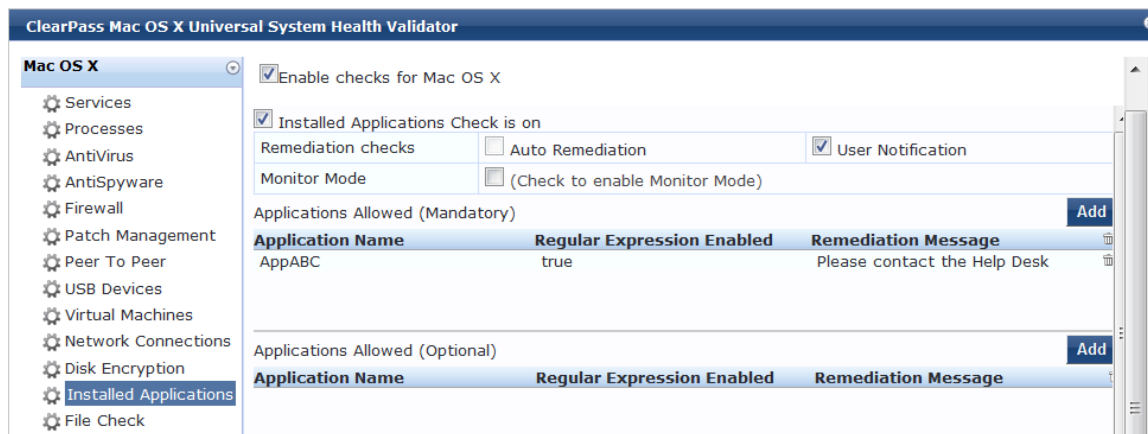 ClearPass Mac OS X Universal System Health Validator
Mac OS X
Services
Processes
AntiVirus
AntiSpyware
Firewall
Patch Management
Peer To Peer
USB Devices
Virtual Machines
Network Connections
Disk Encryption
Installed Applications
File Check
Enable checks for Mac OS X
Installed Applications Check is on
Remediation checks Auto Remediation User Notification
Monitor Mode (Check to enable Monitor Mode)
Applications Allowed (Mandatory) Add
Application Name Regular Expression Enabled Remediation Message
AppABC true Please contact the Help Desk
Applications Allowed (Optional) Add
Application Name Regular Expression Enabled Remediation Message